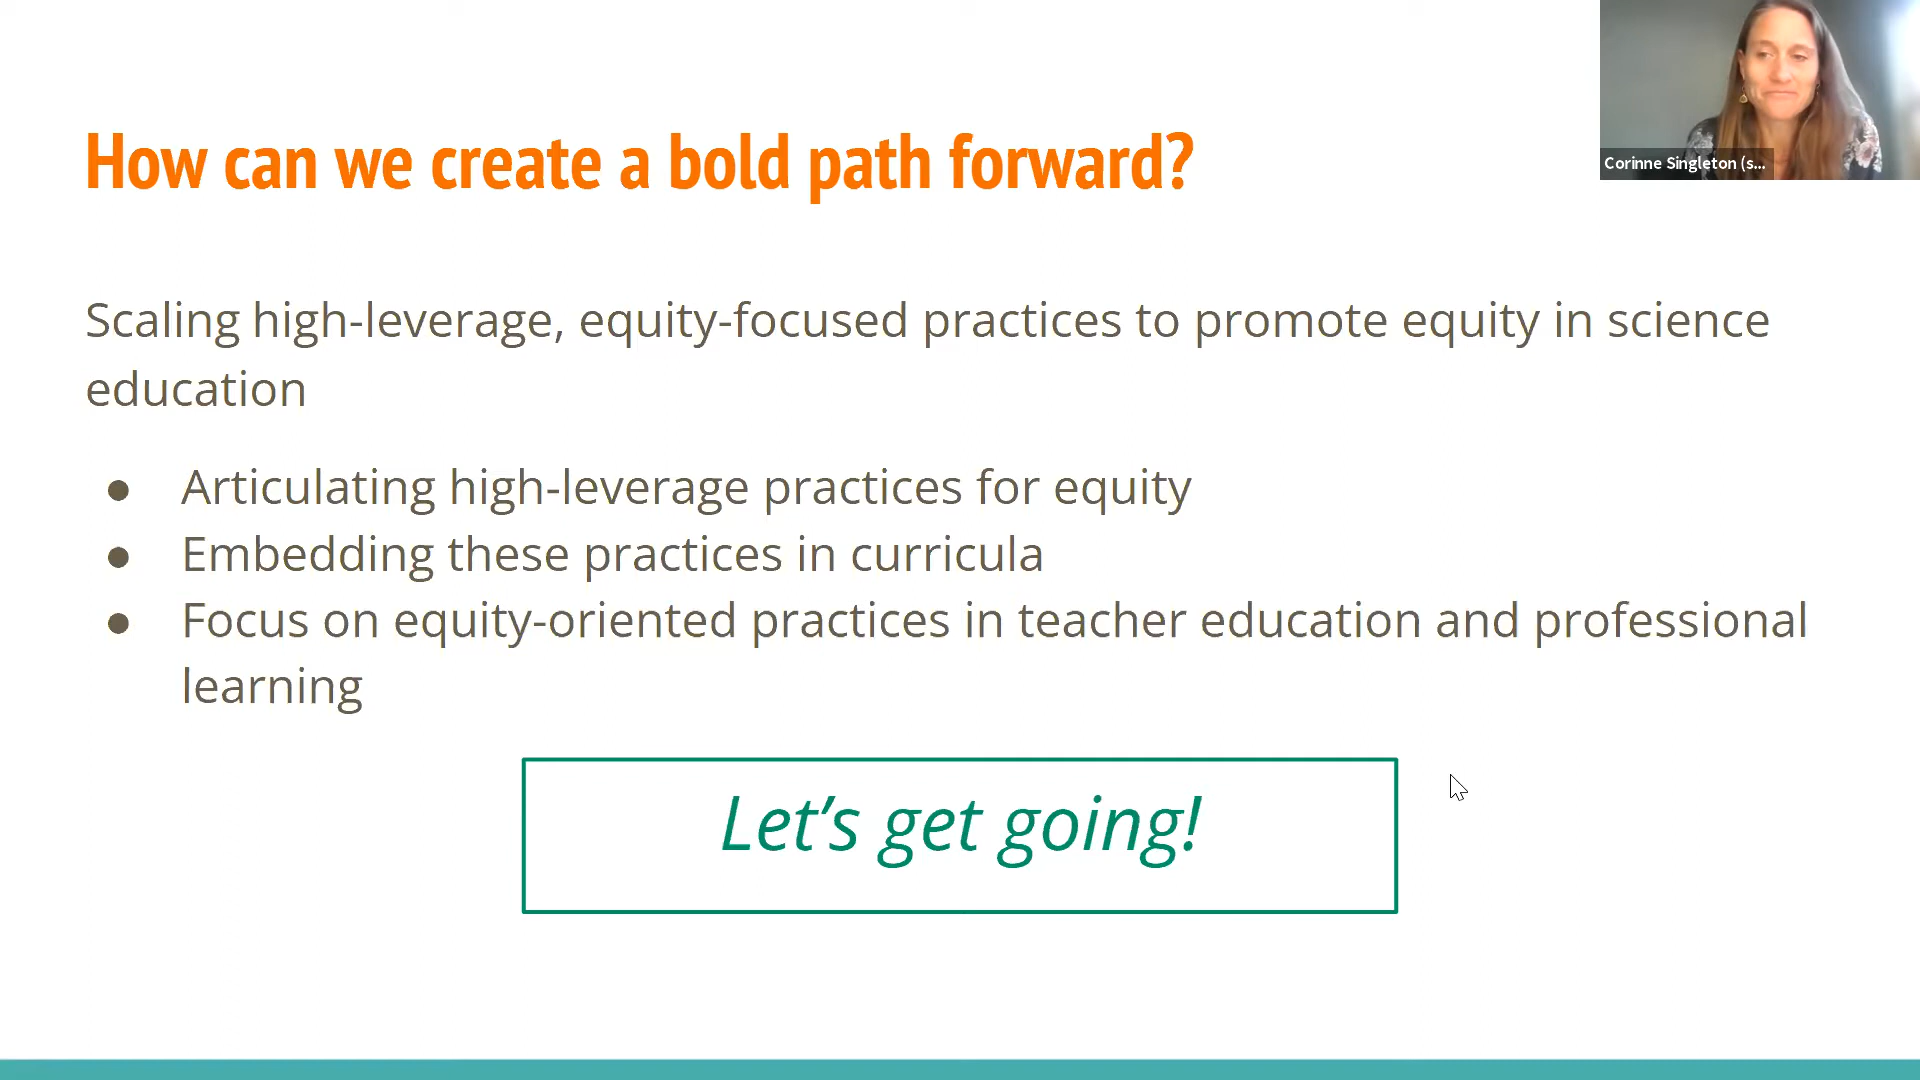 How can we create a bold path forward?
Corinne Singleton (s...
Scaling high-leverage, equity-focused practices to promote equity in science
education
● Articulating high-leverage practices for equity
● Embedding these practices in curricula
● Focus on equity-oriented practices in teacher education and professional
learning
Let’s get going!